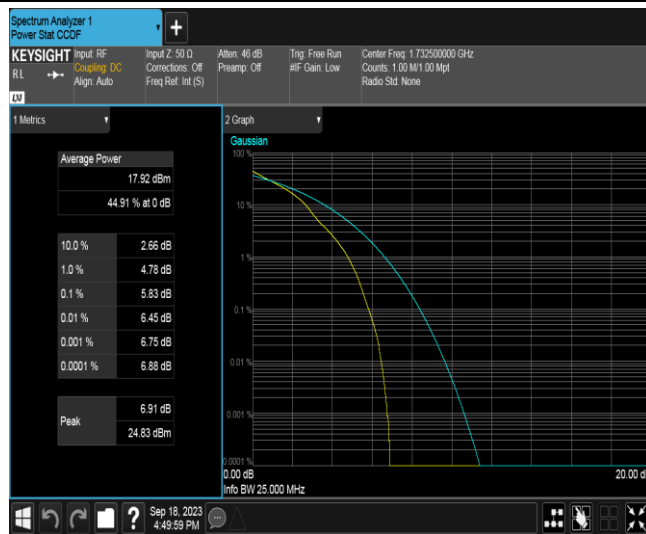 Spectrum Analyzer 1
Power Stat CCDF
+
KEYSIGHT
RL
LXI
Input: RF
Coupling: DC
Align: Auto
Input Z: 50 Ω
Corrections: Off
Freq Ref: Int (S)
Atten: 46 dB
Preamp: Off
Trig: Free Run
#IF Gain: Low
Center Freq: 1.732500000 GHz
Counts: 1.00 M/1.00 Mpt
Radio Std: None
1 Metrics
Average Power
17.92 dBm
44.91 % at 0 dB
10.0 % 2.66 dB
1.0 % 4.78 dB
0.1 % 5.83 dB
0.01 % 6.45 dB
0.001 % 6.75 dB
0.0001 % 6.88 dB
Peak
6.91 dB
24.83 dBm
2 Graph
Gaussian
100 %
10 %
1 %
0.1 %
0.01 %
0.001 %
0.0001 %
0.00 dB 20.00 d
Info BW 25.000 MHz
?
Sep 18, 2023
4:49:59 PM